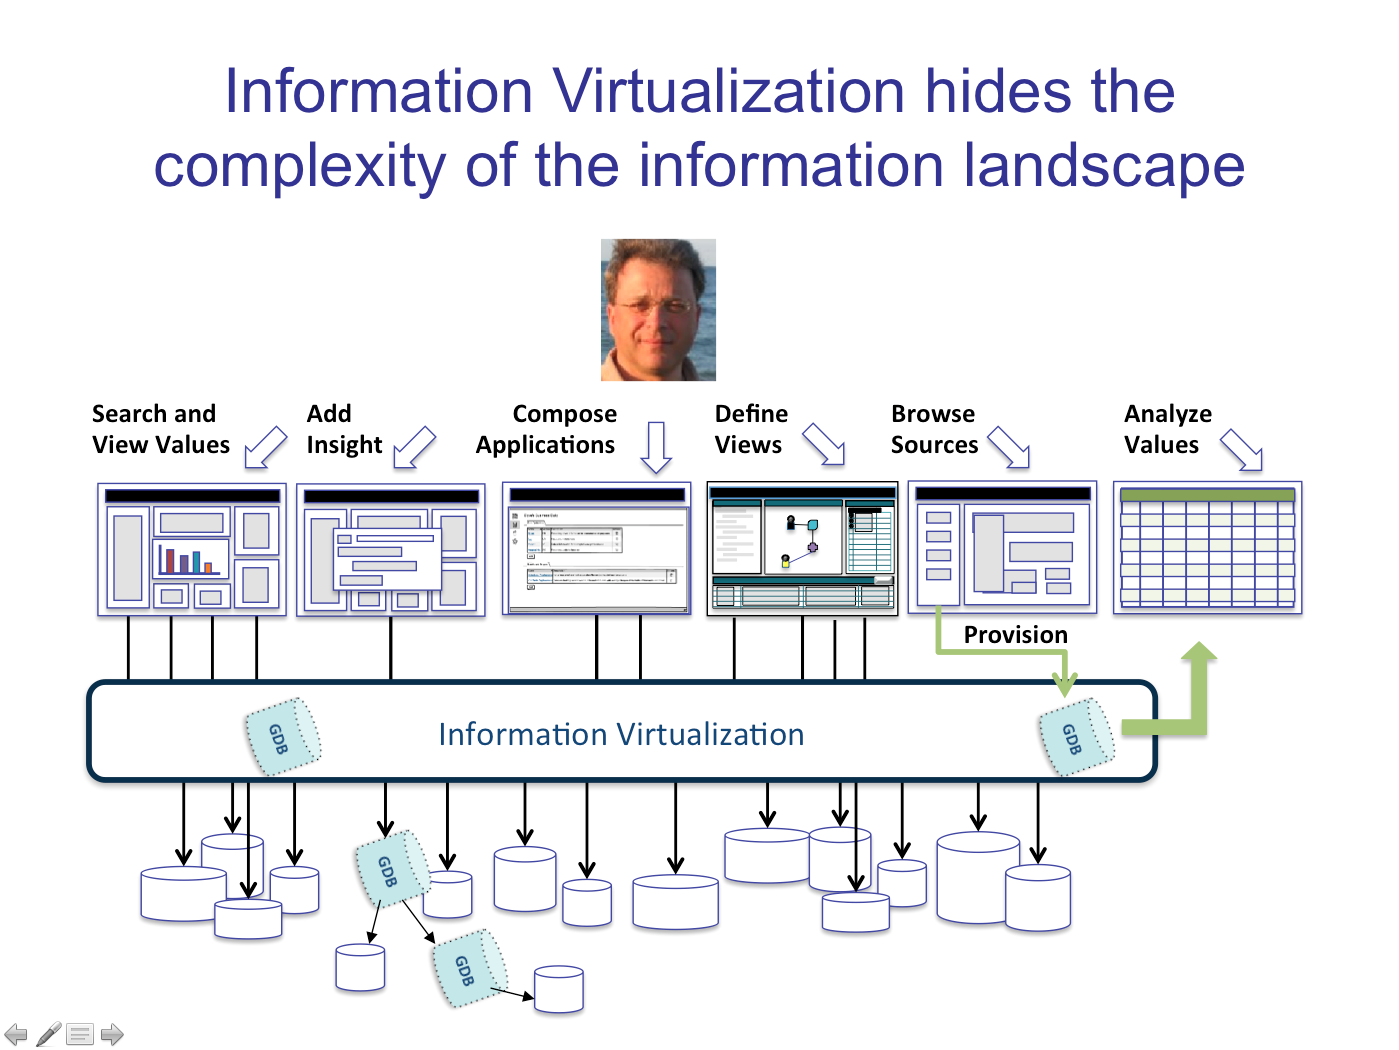 Information Virtualization hides the
complexity of the information landscape
Search and
View Values
Add
Insight
Compose
Applications
Define
Views
Browse
Sources
Analyze
Values
Provision
GDB
Information Virtualization
GDB
GDB
GDB